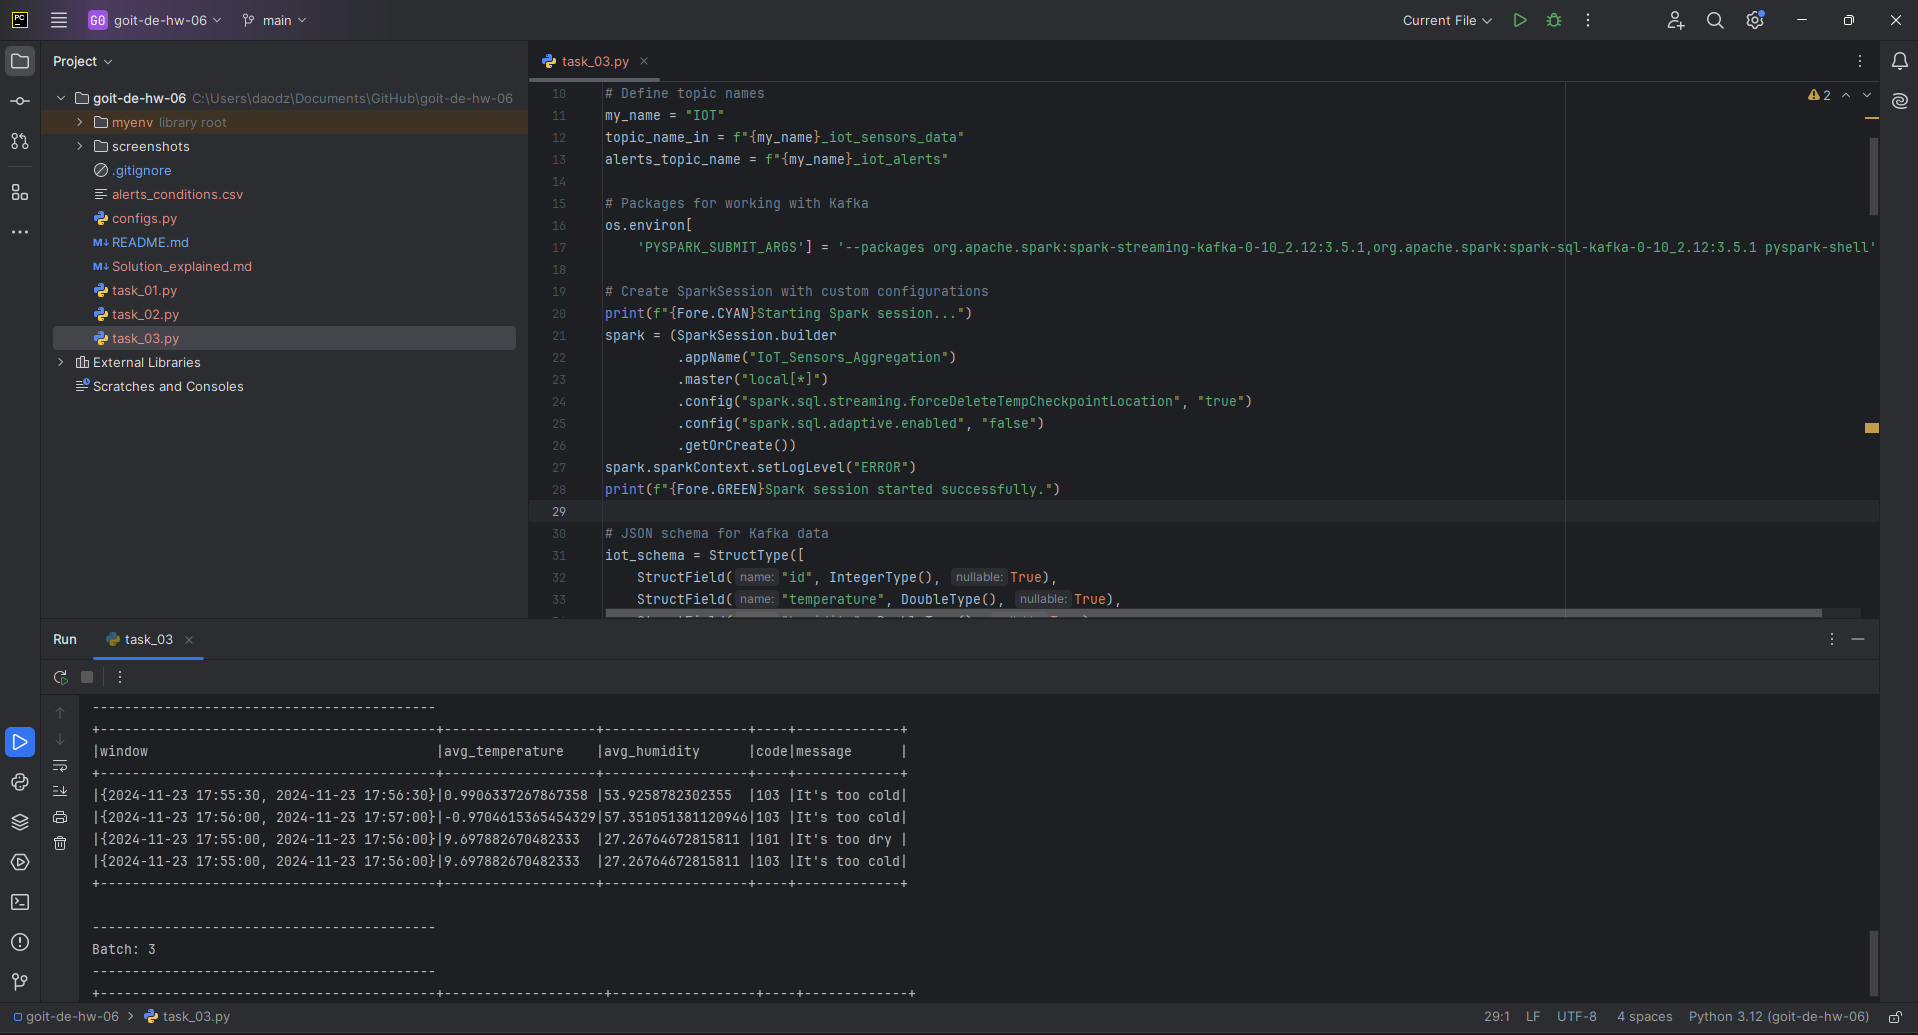 PC GO goit-de-hw-06 main Current File
Project
goit-de-hw-06 C:\Users\daodz\Documents\GitHub\goit-de-hw-06
myenv library root
screenshots
.gitignore
alerts_conditions.csv
configs.py
M↓ README.md
M↓ Solution_explained.md
task_01.py
task_02.py
task_03.py
External Libraries
Scratches and Consoles
task_03.py
2
10 # Define topic names
11 my_name = "IOT"
12 topic_name_in = f"{my_name}_iot_sensors_data"
13 alerts_topic_name = f"{my_name}_iot_alerts"
14
15 # Packages for working with Kafka
16 os.environ[
17 'PYSPARK_SUBMIT_ARGS'] = '--packages org.apache.spark:spark-streaming-kafka-0-10_2.12:3.5.1,org.apache.spark:spark-sql-kafka-0-10_2.12:3.5.1 pyspark-shell'
18
19 # Create SparkSession with custom configurations
20 print(f"{Fore.CYAN}Starting Spark session...")
21 spark = (SparkSession.builder
22 .appName("IoT_Sensors_Aggregation")
23 .master("local[*]")
24 .config("spark.sql.streaming.forceDeleteTempCheckpointLocation", "true")
25 .config("spark.sql.adaptive.enabled", "false")
26 .getOrCreate())
27 spark.sparkContext.setLogLevel("ERROR")
28 print(f"{Fore.GREEN}Spark session started successfully.")
29
30 # JSON schema for Kafka data
31 iot_schema = StructType([
32 StructField( name: "id", IntegerType(), nullable: True),
33 StructField( name: "temperature", DoubleType(), nullable: True),
Run task_03
-------------------------------------------
+------------------------------------------+-------------------+------------------+----+-------------+
|window |avg_temperature |avg_humidity |code|message |
+------------------------------------------+-------------------+------------------+----+-------------+
|{2024-11-23 17:55:30, 2024-11-23 17:56:30}|0.9906337267867358 |53.9258782302355 |103 |It's too cold|
|{2024-11-23 17:56:00, 2024-11-23 17:57:00}|-0.9704615365454329|57.351051381120946|103 |It's too cold|
|{2024-11-23 17:55:00, 2024-11-23 17:56:00}|9.697882670482333 |27.26764672815811 |101 |It's too dry |
|{2024-11-23 17:55:00, 2024-11-23 17:56:00}|9.697882670482333 |27.26764672815811 |103 |It's too cold|
+------------------------------------------+-------------------+------------------+----+-------------+
-------------------------------------------
Batch: 3
-------------------------------------------
+------------------------------------------+--------------------+------------------+----+-------------+
goit-de-hw-06 > task_03.py 29:1 LF UTF-8 4 spaces Python 3.12 (goit-de-hw-06)